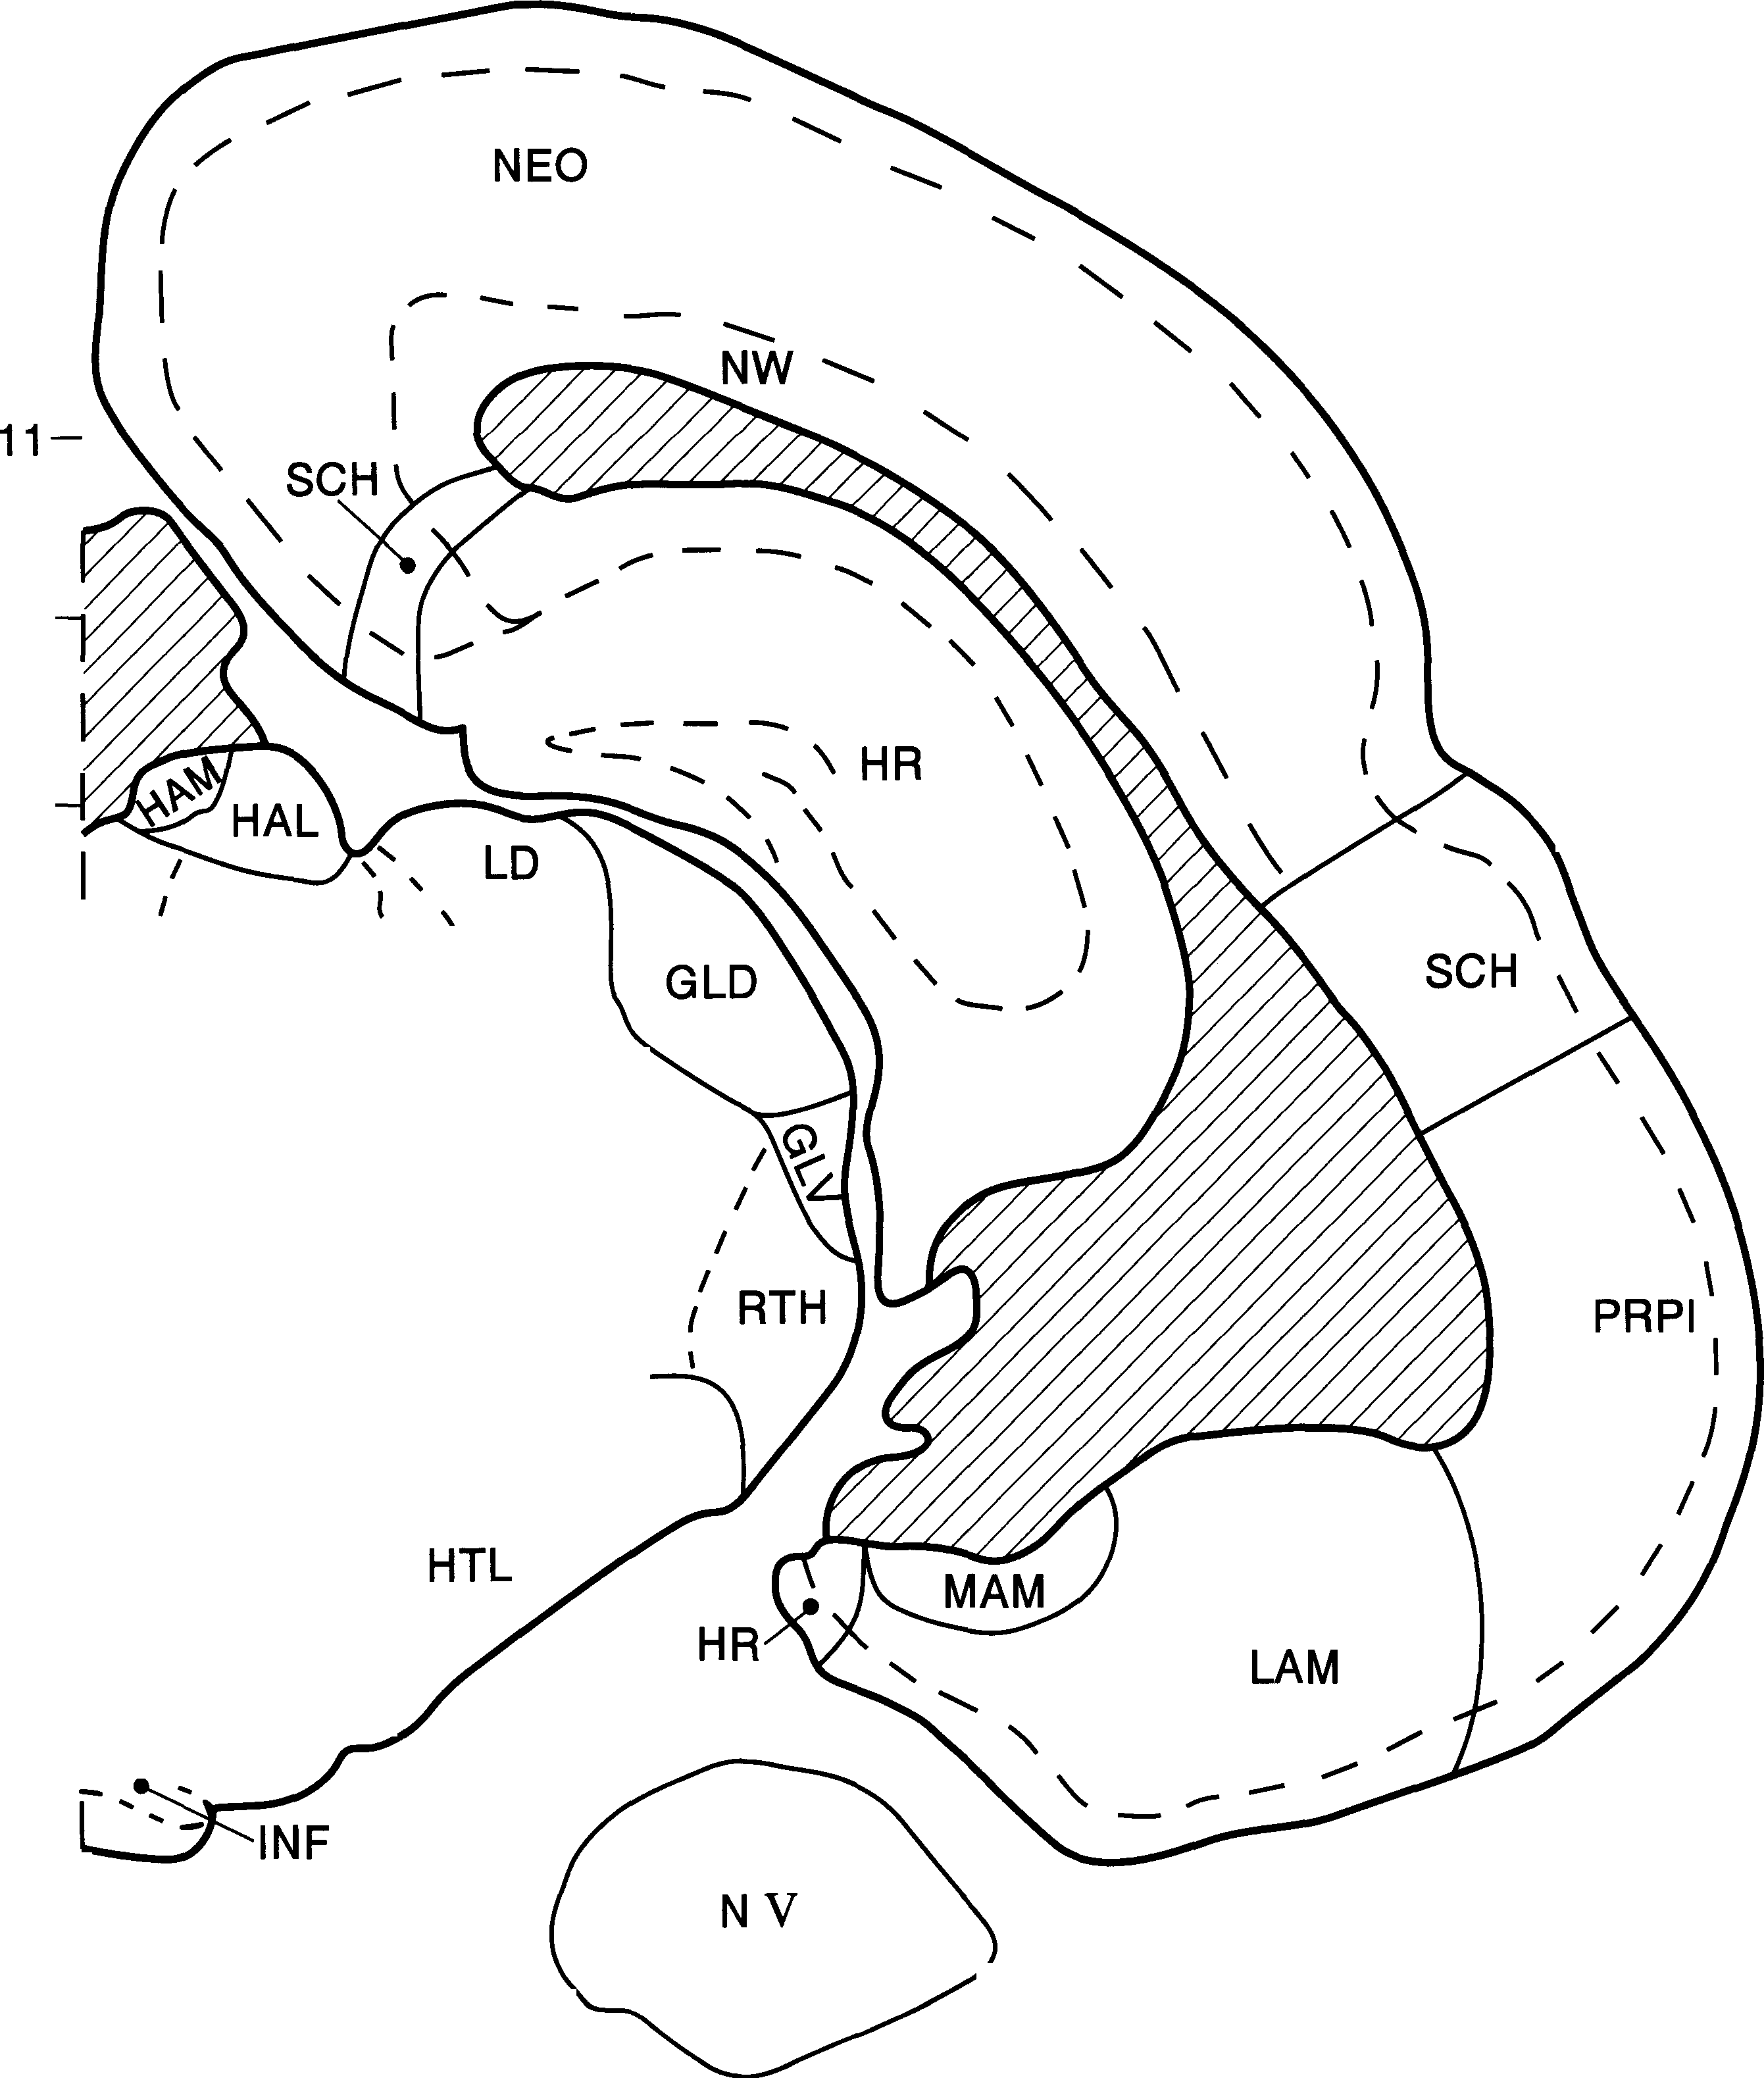 NEO
NW
11
SCH
HR
HAM
HAL
LD
SCH
GLD
GLV
RTH
PRPI
HTL
MAM
HR
LAM
INF
N V